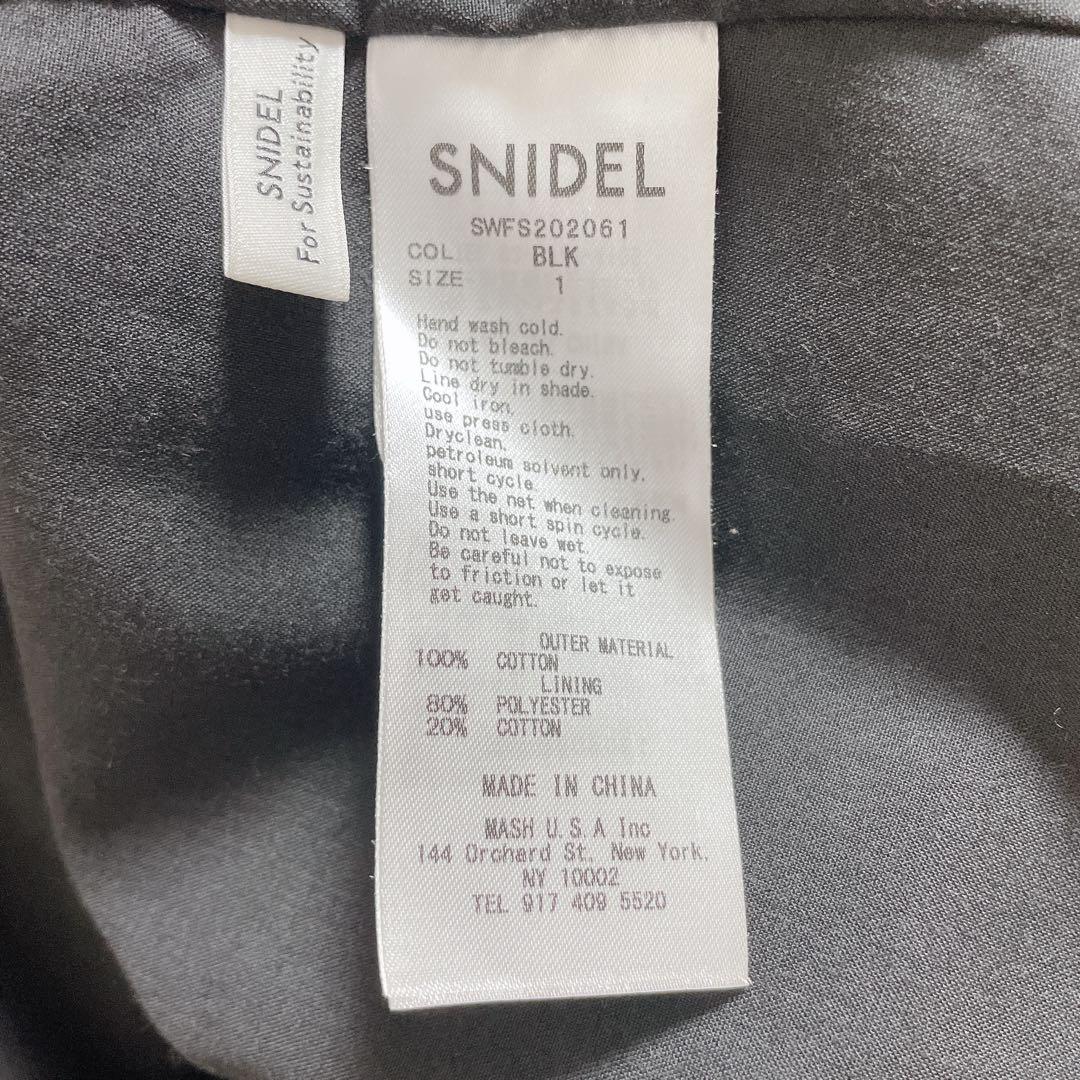 SNIDEL
For Sustainability
SNIDEL
SWFS202061
COL BLK
SIZE 1
Hand wash cold.
Do not bleach.
Do not tumble dry.
Line dry in shade.
Cool iron.
use press cloth.
Dryclean.
petroleum solvent only.
short cycle.
Use the net when cleaning.
Use a short spin cycle.
Do not leave wet.
Be careful not to expose
to friction or let it
get caught.
OUTER MATERIAL
100% COTTON
LINING
80% POLYESTER
20% COTTON
MADE IN CHINA
MASH U.S.A Inc
144 Orchard St. New York,
NY 10002
TEL 917 409 5520